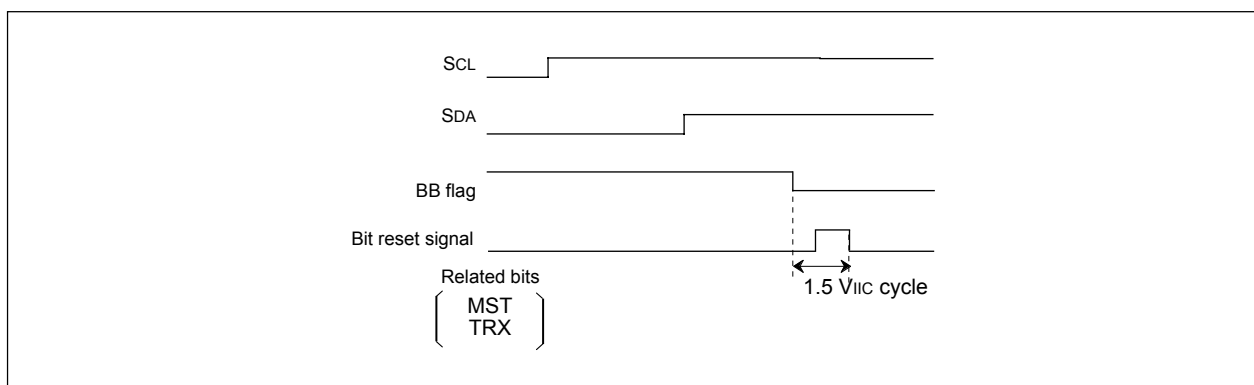 SCL
SDA
BB flag
Bit reset signal
1.5 VIIC cycle
Related bits
MST
TRX